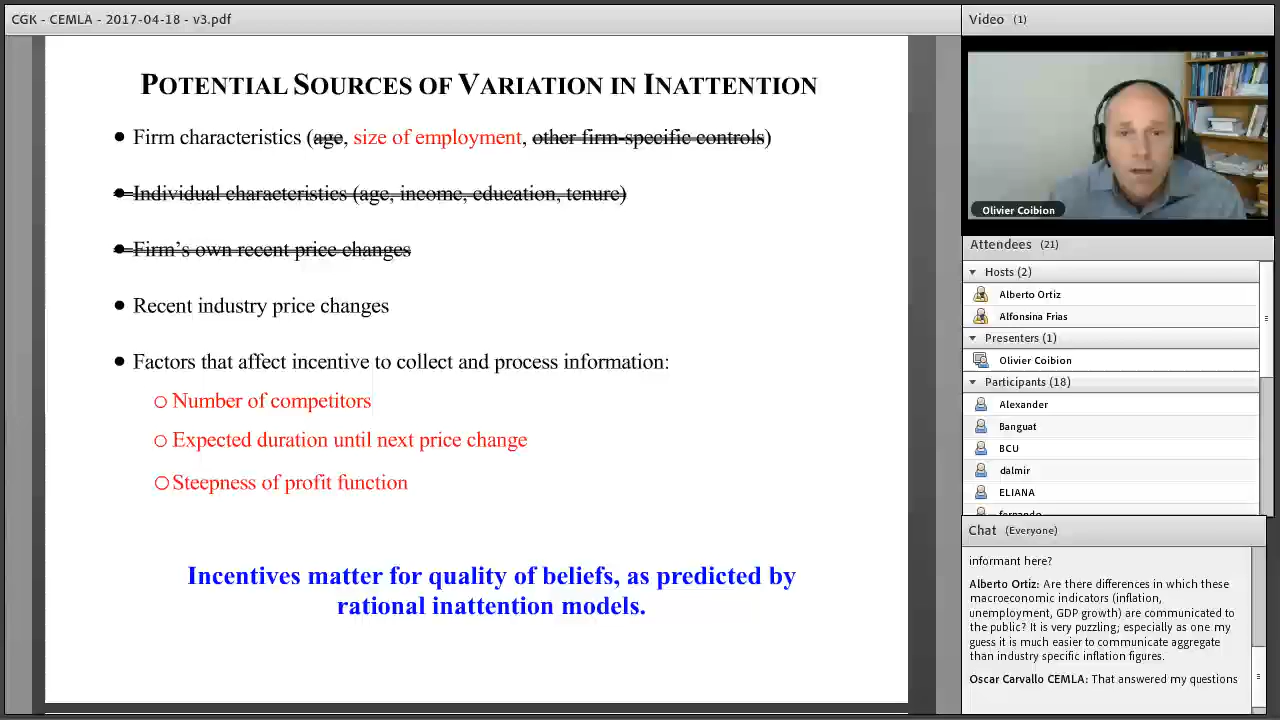 CGK - CEMLA - 2017-04-18 - v3.pdf
POTENTIAL SOURCES OF VARIATION IN INATTENTION
● Firm characteristics (age, size of employment, other firm-specific controls)
● Individual characteristics (age, income, education, tenure)
● Firm's own recent price changes
● Recent industry price changes
● Factors that affect incentive to collect and process information:
○ Number of competitors
○ Expected duration until next price change
○ Steepness of profit function
Incentives matter for quality of beliefs, as predicted by
rational inattention models.
Video (1)
Olivier Coibion
Attendees (21)
Hosts (2)
Alberto Ortiz
Alfonsina Frias
Presenters (1)
Olivier Coibion
Participants (18)
Alexander
Banguat
BCU
dalmir
ELIANA
fernando
Chat (Everyone)
informant here?
Alberto Ortiz: Are there differences in which these
macroeconomic indicators (inflation,
unemployment, GDP growth) are communicated to
the public? It is very puzzling; especially as one my
guess it is much easier to communicate aggregate
than industry specific inflation figures.
Oscar Carvallo CEMLA: That answered my questions